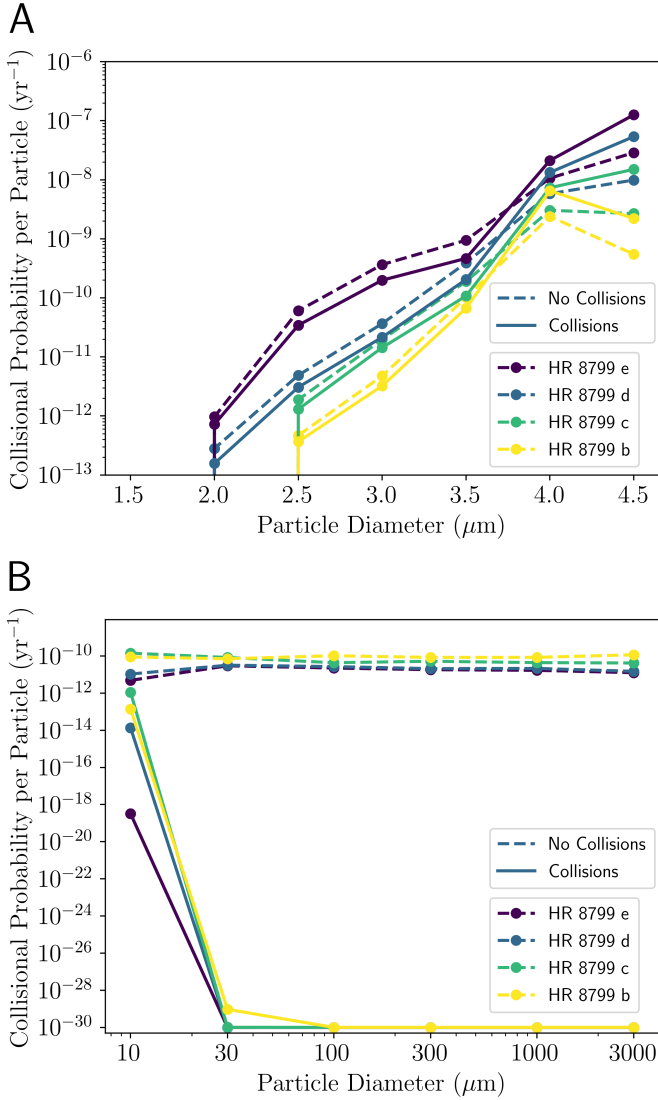 A
Collisional Probability per Particle (yr⁻¹)
10⁻⁶
10⁻⁷
10⁻⁸
10⁻⁹
10⁻¹⁰
10⁻¹¹
10⁻¹²
10⁻¹³
No Collisions
Collisions
HR 8799 e
HR 8799 d
HR 8799 c
HR 8799 b
1.5 2.0 2.5 3.0 3.5 4.0 4.5
Particle Diameter (μm)
B
Collisional Probability per Particle (yr⁻¹)
10⁻¹⁰
10⁻¹²
10⁻¹⁴
10⁻¹⁶
10⁻¹⁸
10⁻²⁰
10⁻²²
10⁻²⁴
10⁻²⁶
10⁻²⁸
10⁻³⁰
No Collisions
Collisions
HR 8799 e
HR 8799 d
HR 8799 c
HR 8799 b
10 30 100 300 1000 3000
Particle Diameter (μm)